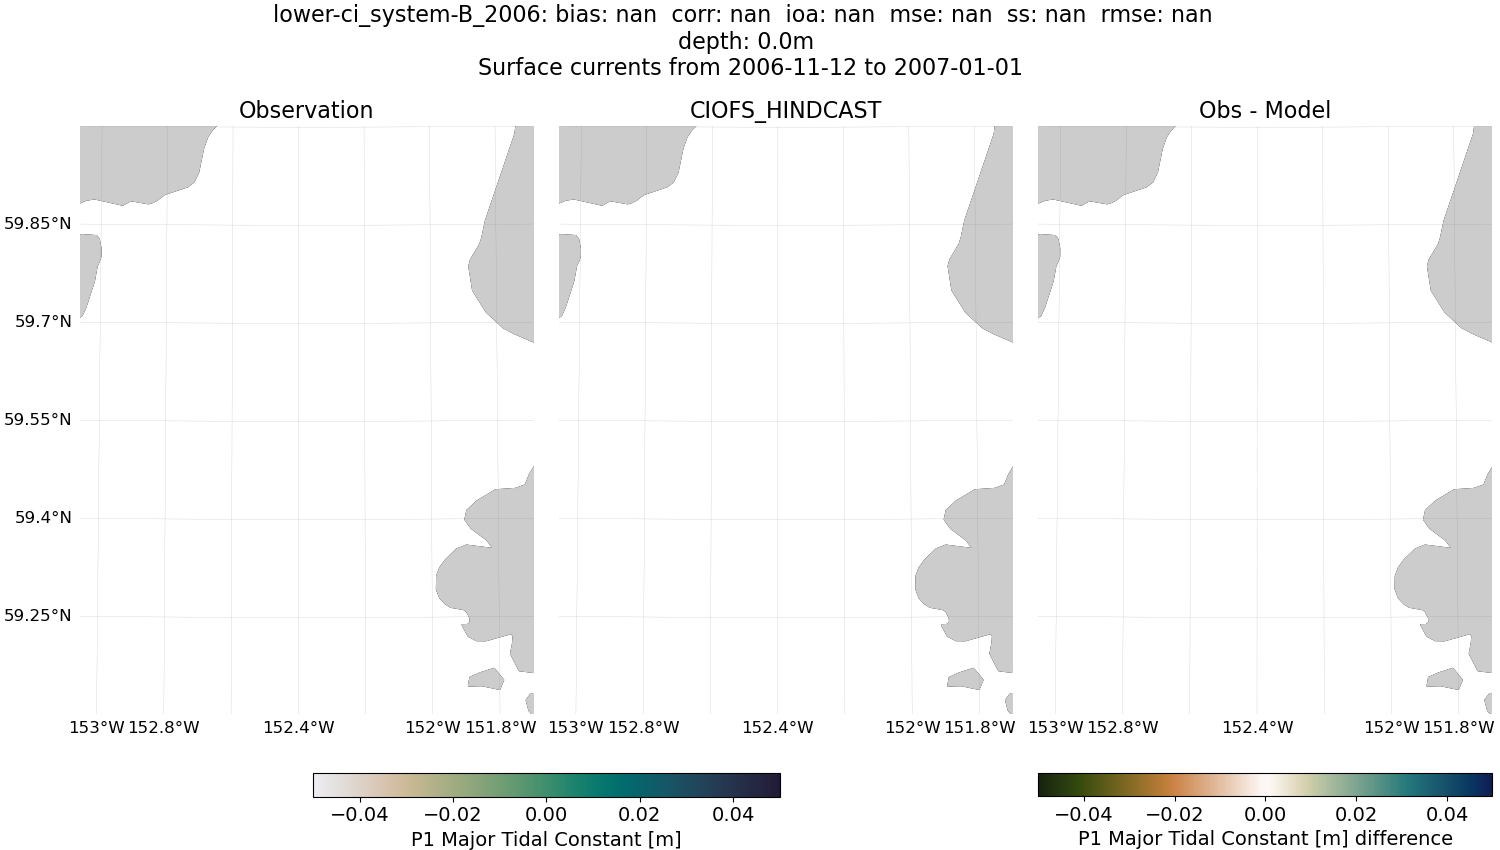 lower-ci_system-B_2006: bias: nan  corr: nan  ioa: nan  mse: nan  ss: nan  rmse: nan
depth: 0.0m
Surface currents from 2006-11-12 to 2007-01-01
Observation
CIOFS_HINDCAST
Obs - Model
59.85°N
59.7°N
59.55°N
59.4°N
59.25°N
153°W 152.8°W 152.4°W 152°W 151.8°W
153°W 152.8°W 152.4°W 152°W 151.8°W
153°W 152.8°W 152.4°W 152°W 151.8°W
−0.04 −0.02 0.00 0.02 0.04
P1 Major Tidal Constant [m]
−0.04 −0.02 0.00 0.02 0.04
P1 Major Tidal Constant [m] difference